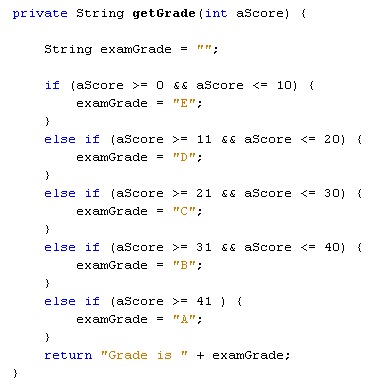 private String getGrade(int aScore) {
String examGrade = "";
if (aScore >= 0 && aScore <= 10) {
examGrade = "E";
}
else if (aScore >= 11 && aScore <= 20) {
examGrade = "D";
}
else if (aScore >= 21 && aScore <= 30) {
examGrade = "C";
}
else if (aScore >= 31 && aScore <= 40) {
examGrade = "B";
}
else if (aScore >= 41 ) {
examGrade = "A";
}
return "Grade is " + examGrade;
}